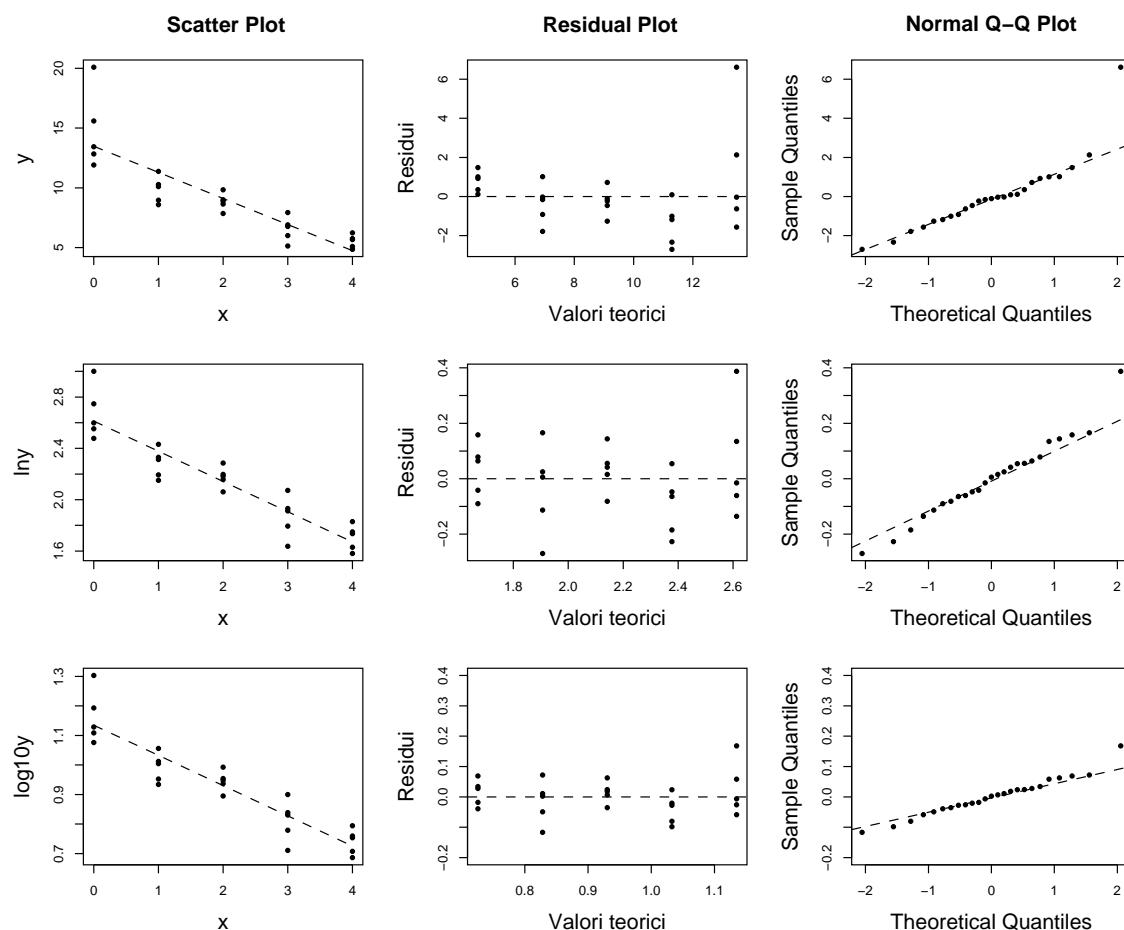 Scatter Plot
Residual Plot
Normal Q−Q Plot
20
15
10
5
y
0 1 2 3 4
x
6
4
2
0
−2
Residui
6 8 10 12
Valori teorici
6
4
2
0
−2
Sample Quantiles
−2 −1 0 1 2
Theoretical Quantiles
2.8
2.4
2.0
1.6
lny
0 1 2 3 4
x
0.4
0.2
0.0
−0.2
Residui
1.8 2.0 2.2 2.4 2.6
Valori teorici
0.4
0.2
0.0
−0.2
Sample Quantiles
−2 −1 0 1 2
Theoretical Quantiles
1.3
1.1
0.9
0.7
log10y
0 1 2 3 4
x
0.4
0.3
0.2
0.1
0.0
−0.2
Residui
0.8 0.9 1.0 1.1
Valori teorici
0.4
0.3
0.2
0.1
0.0
−0.2
Sample Quantiles
−2 −1 0 1 2
Theoretical Quantiles